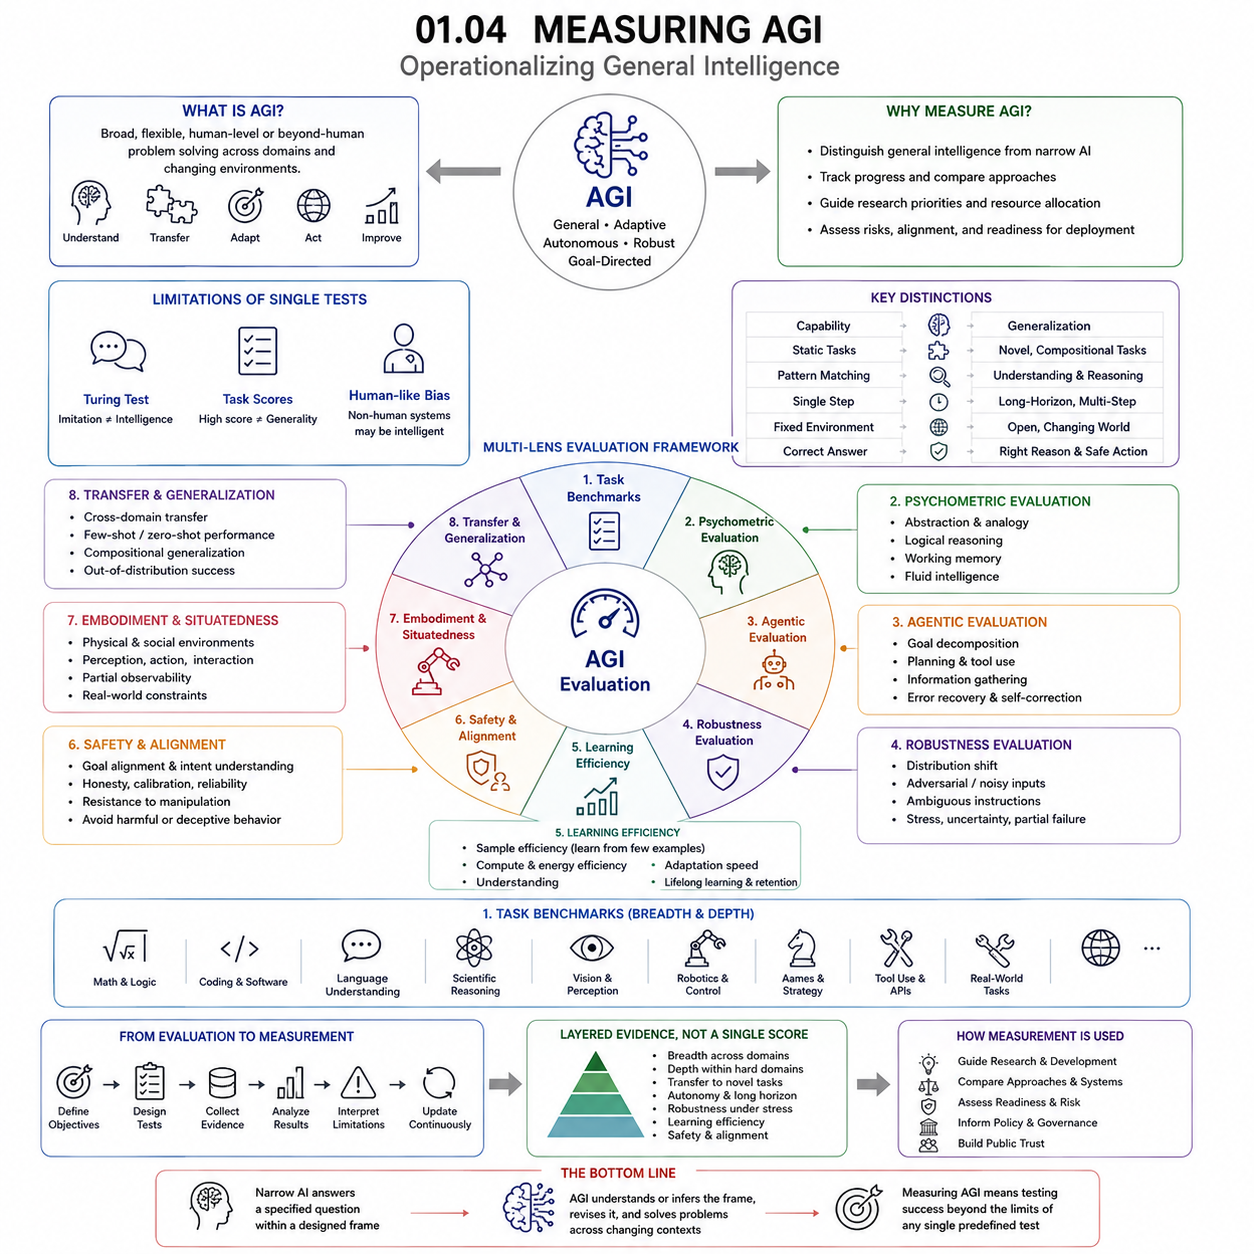 01.04 MEASURING AGI
Operationalizing General Intelligence
WHAT IS AGI?
Broad, flexible, human-level or beyond-human
problem solving across domains and
changing environments.
Understand
Transfer
Adapt
Act
Improve
AGI
General • Adaptive
Autonomous • Robust
Goal-Directed
WHY MEASURE AGI?
• Distinguish general intelligence from narrow AI
• Track progress and compare approaches
• Guide research priorities and resource allocation
• Assess risks, alignment, and readiness for deployment
LIMITATIONS OF SINGLE TESTS
Turing Test
Imitation ≠ Intelligence
Task Scores
High score ≠ Generality
Human-like Bias
Non-human systems
may be intelligent
KEY DISTINCTIONS
Capability → Generalization
Static Tasks → Novel, Compositional Tasks
Pattern Matching → Understanding & Reasoning
Single Step → Long-Horizon, Multi-Step
Fixed Environment → Open, Changing World
Correct Answer → Right Reason & Safe Action
MULTI-LENS EVALUATION FRAMEWORK
1. Task
Benchmarks
2. Psychometric
Evaluation
3. Agentic
Evaluation
4. Robustness
Evaluation
5. Learning
Efficiency
6. Safety &
Alignment
7. Embodiment &
Situatedness
8. Transfer &
Generalization
AGI
Evaluation
8. TRANSFER & GENERALIZATION
• Cross-domain transfer
• Few-shot / zero-shot performance
• Compositional generalization
• Out-of-distribution success
7. EMBODIMENT & SITUATEDNESS
• Physical & social environments
• Perception, action, interaction
• Partial observability
• Real-world constraints
6. SAFETY & ALIGNMENT
• Goal alignment & intent understanding
• Honesty, calibration, reliability
• Resistance to manipulation
• Avoid harmful or deceptive behavior
2. PSYCHOMETRIC EVALUATION
• Abstraction & analogy
• Logical reasoning
• Working memory
• Fluid intelligence
3. AGENTIC EVALUATION
• Goal decomposition
• Planning & tool use
• Information gathering
• Error recovery & self-correction
4. ROBUSTNESS EVALUATION
• Distribution shift
• Adversarial / noisy inputs
• Ambiguous instructions
• Stress, uncertainty, partial failure
5. LEARNING EFFICIENCY
• Sample efficiency (learn from few examples)
• Compute & energy efficiency
• Adaptation speed
• Understanding
• Lifelong learning & retention
1. TASK BENCHMARKS (BREADTH & DEPTH)
√x
Math & Logic
</>
Coding & Software
Language
Understanding
Scientific
Reasoning
Vision &
Perception
Robotics &
Control
Aames &
Strategy
Tool Use &
APIs
Real-World
Tasks
...
FROM EVALUATION TO MEASUREMENT
Define
Objectives
Design
Tests
Collect
Evidence
Analyze
Results
Interpret
Limitations
Update
Continuously
LAYERED EVIDENCE, NOT A SINGLE SCORE
• Breadth across domains
• Depth within hard domains
• Transfer to novel tasks
• Autonomy & long horizon
• Robustness under stress
• Learning efficiency
• Safety & alignment
HOW MEASUREMENT IS USED
Guide Research & Development
Compare Approaches & Systems
Assess Readiness & Risk
Inform Policy & Governance
Build Public Trust
THE BOTTOM LINE
Narrow AI answers
a specified question
within a designed frame
AGI understands or infers the frame,
revises it, and solves problems
across changing contexts
Measuring AGI means testing
success beyond the limits of
any single predefined test